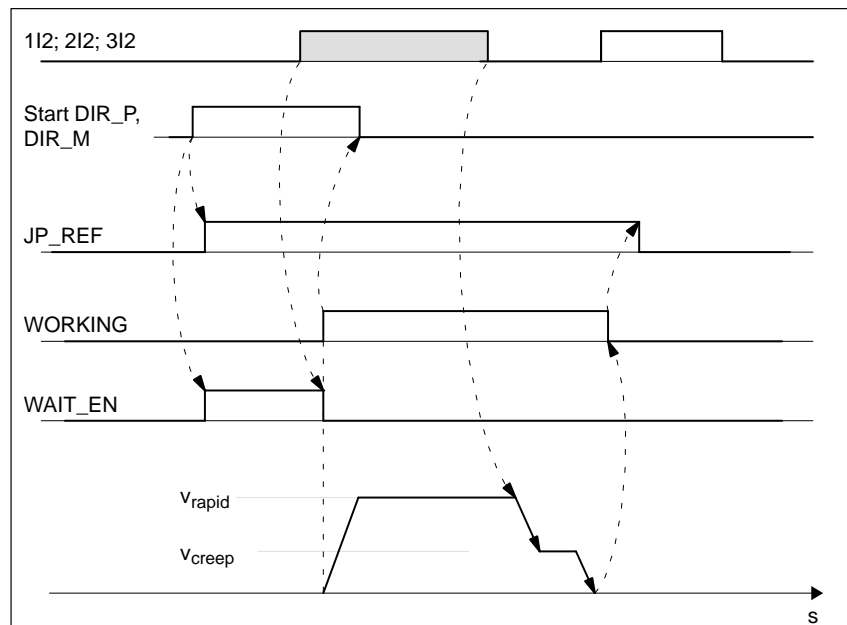 1I2; 2I2; 3I2
Start DIR_P,
DIR_M
JP_REF
WORKING
WAIT_EN
Vrapid
Vcreep
s